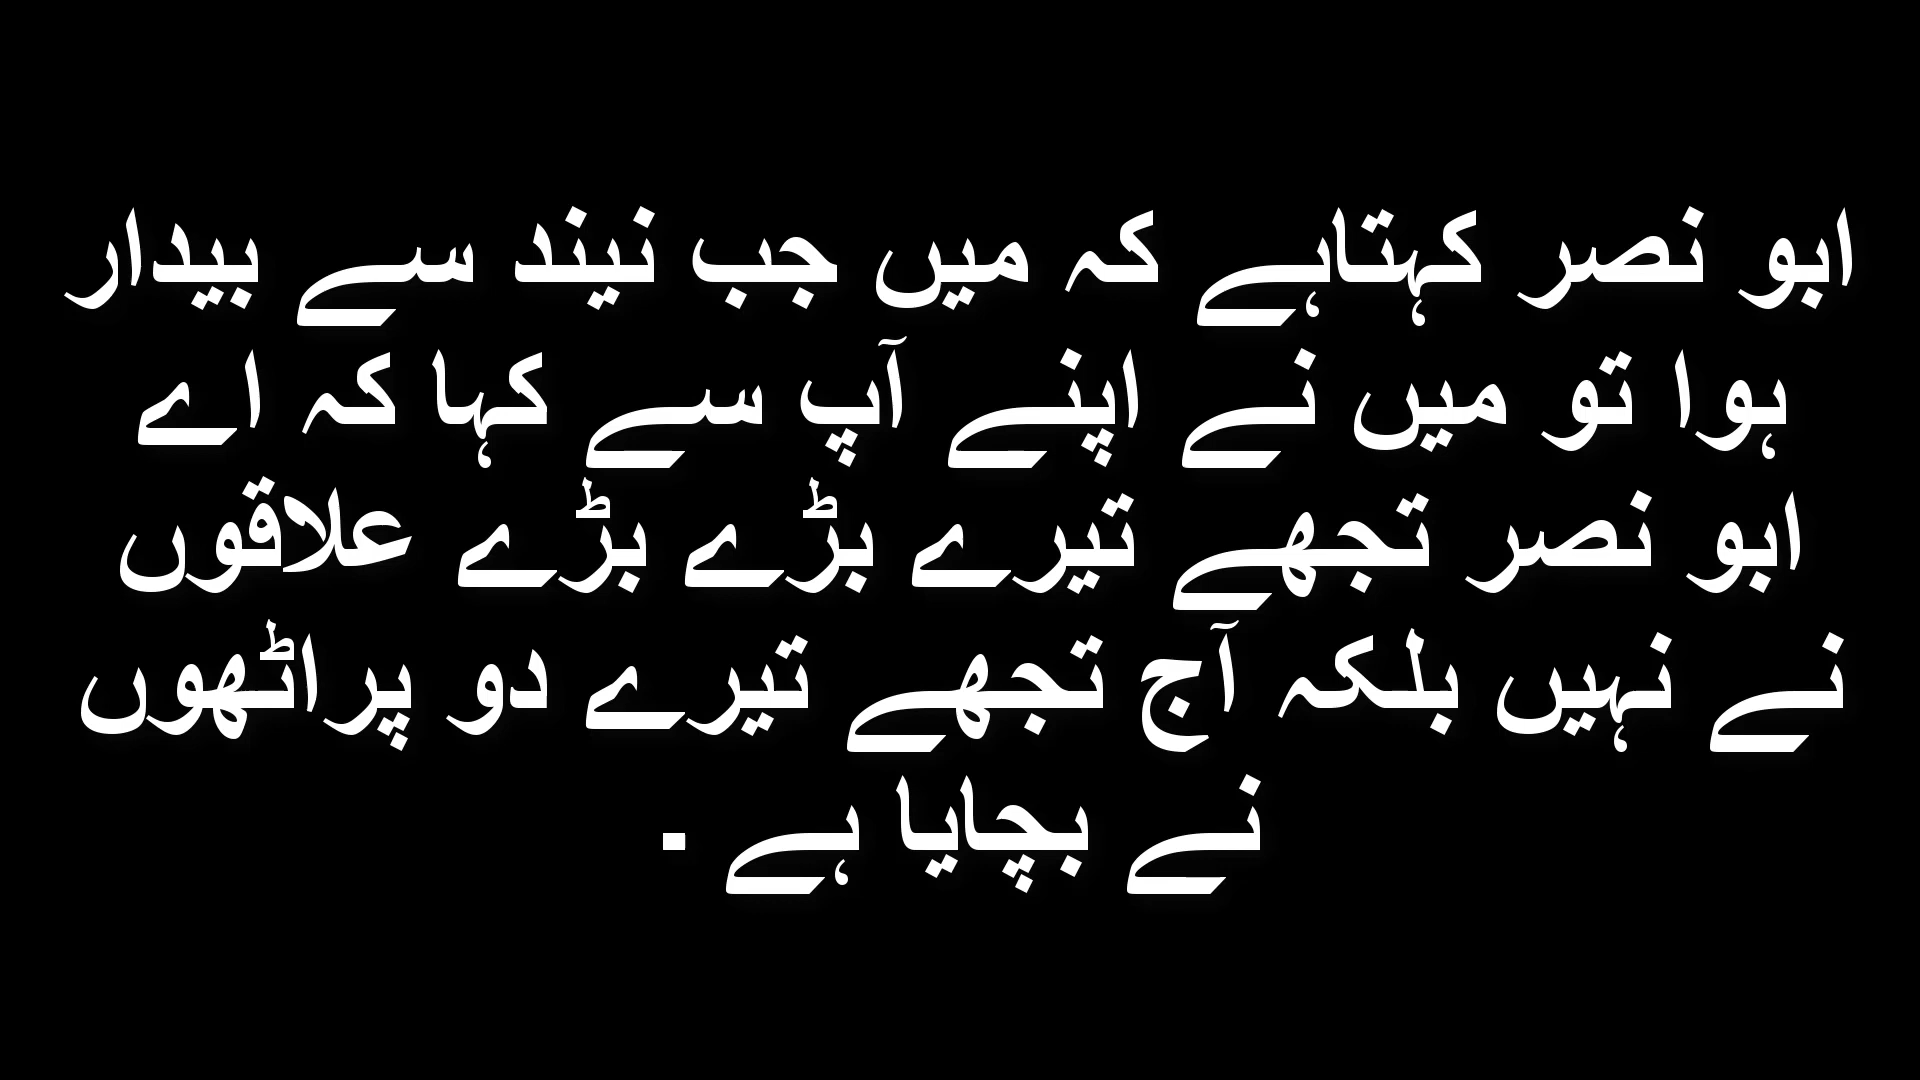 ابو نصر کہتاہے کہ میں جب نیند سے بیدار
ہوا تو میں نے اپنے آپ سے کہا کہ اے
ابو نصر تجھے تیرے بڑے بڑے علاقوں
نے نہیں بلکہ آج تجھے تیرے دو پراٹھوں
نے بچایا ہے .